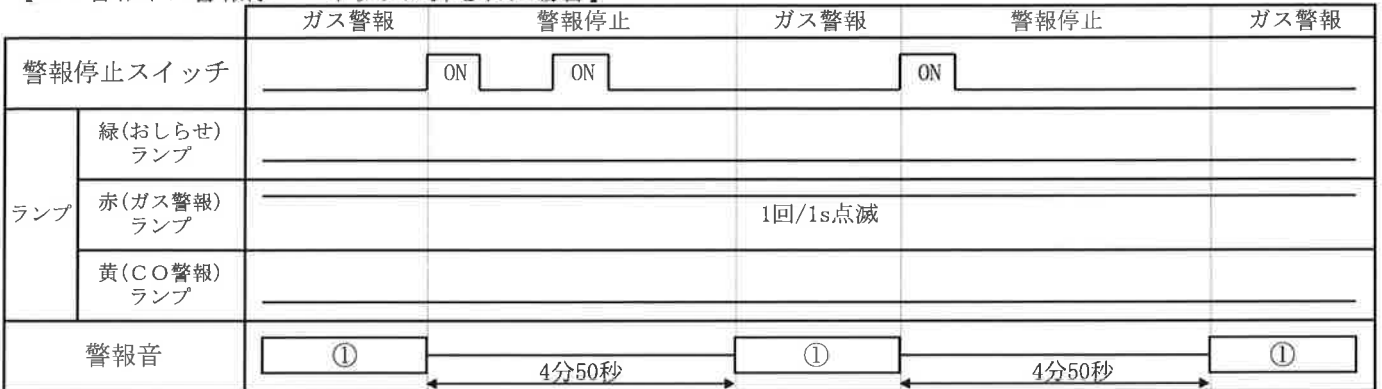 ガス警報 警報停止 ガス警報 警報停止 ガス警報
警報停止スイッチ ON ON ON
ランプ
緑(おしらせ)
ランプ
赤(ガス警報)
ランプ
1回/1s点滅
黄(CO警報)
ランプ
警報音 ① ① ①
4分50秒 4分50秒